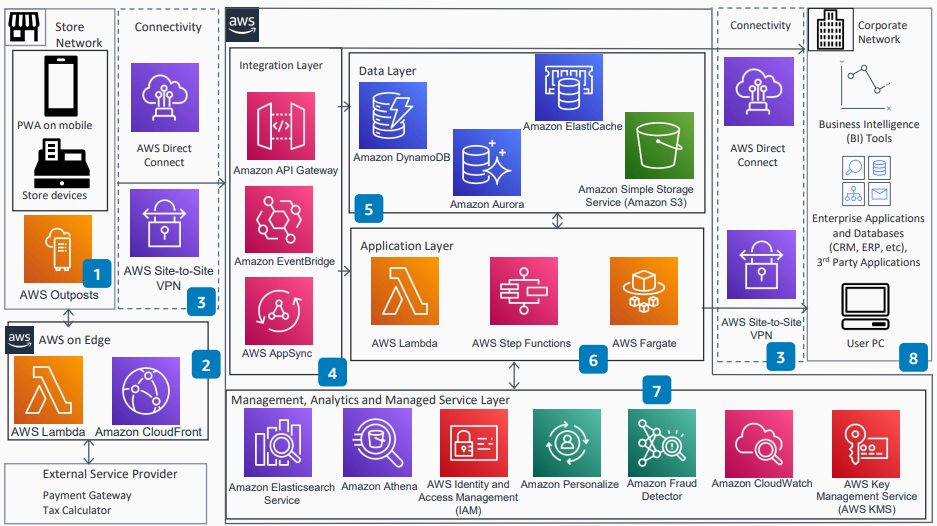 Store
Network
PWA on mobile
Store devices
AWS Outposts
1
Connectivity
AWS Direct
Connect
AWS Site-to-Site
VPN
3
aws
AWS on Edge
2
AWS Lambda
Amazon CloudFront
External Service Provider
Payment Gateway
Tax Calculator
aws
Integration Layer
Amazon API Gateway
Amazon EventBridge
AWS AppSync
4
Data Layer
Amazon DynamoDB
Amazon Aurora
Amazon ElastiCache
Amazon Simple Storage
Service (Amazon S3)
5
Application Layer
AWS Lambda
AWS Step Functions
AWS Fargate
6
7
Management, Analytics and Managed Service Layer
Amazon Elasticsearch
Service
Amazon Athena
AWS Identity and
Access Management
(IAM)
Amazon Personalize
Amazon Fraud
Detector
Amazon CloudWatch
AWS Key
Management Service
(AWS KMS)
Connectivity
AWS Direct
Connect
AWS Site-to-Site
VPN
3
Corporate
Network
Business Intelligence
(BI) Tools
Enterprise Applications
and Databases
(CRM, ERP, etc),
3rd Party Applications
User PC
8